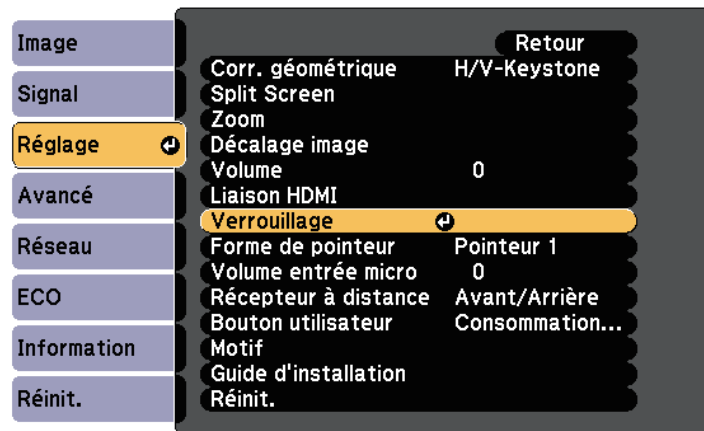 Image
Signal
Réglage
Avancé
Réseau
ECO
Information
Réinit.
Retour
Corr. géométrique H/V-Keystone
Split Screen
Zoom
Décalage image
Volume 0
Liaison HDMI
Verrouillage
Forme de pointeur Pointeur 1
Volume entrée micro 0
Récepteur à distance Avant/Arrière
Bouton utilisateur Consommation...
Motif
Guide d'installation
Réinit.